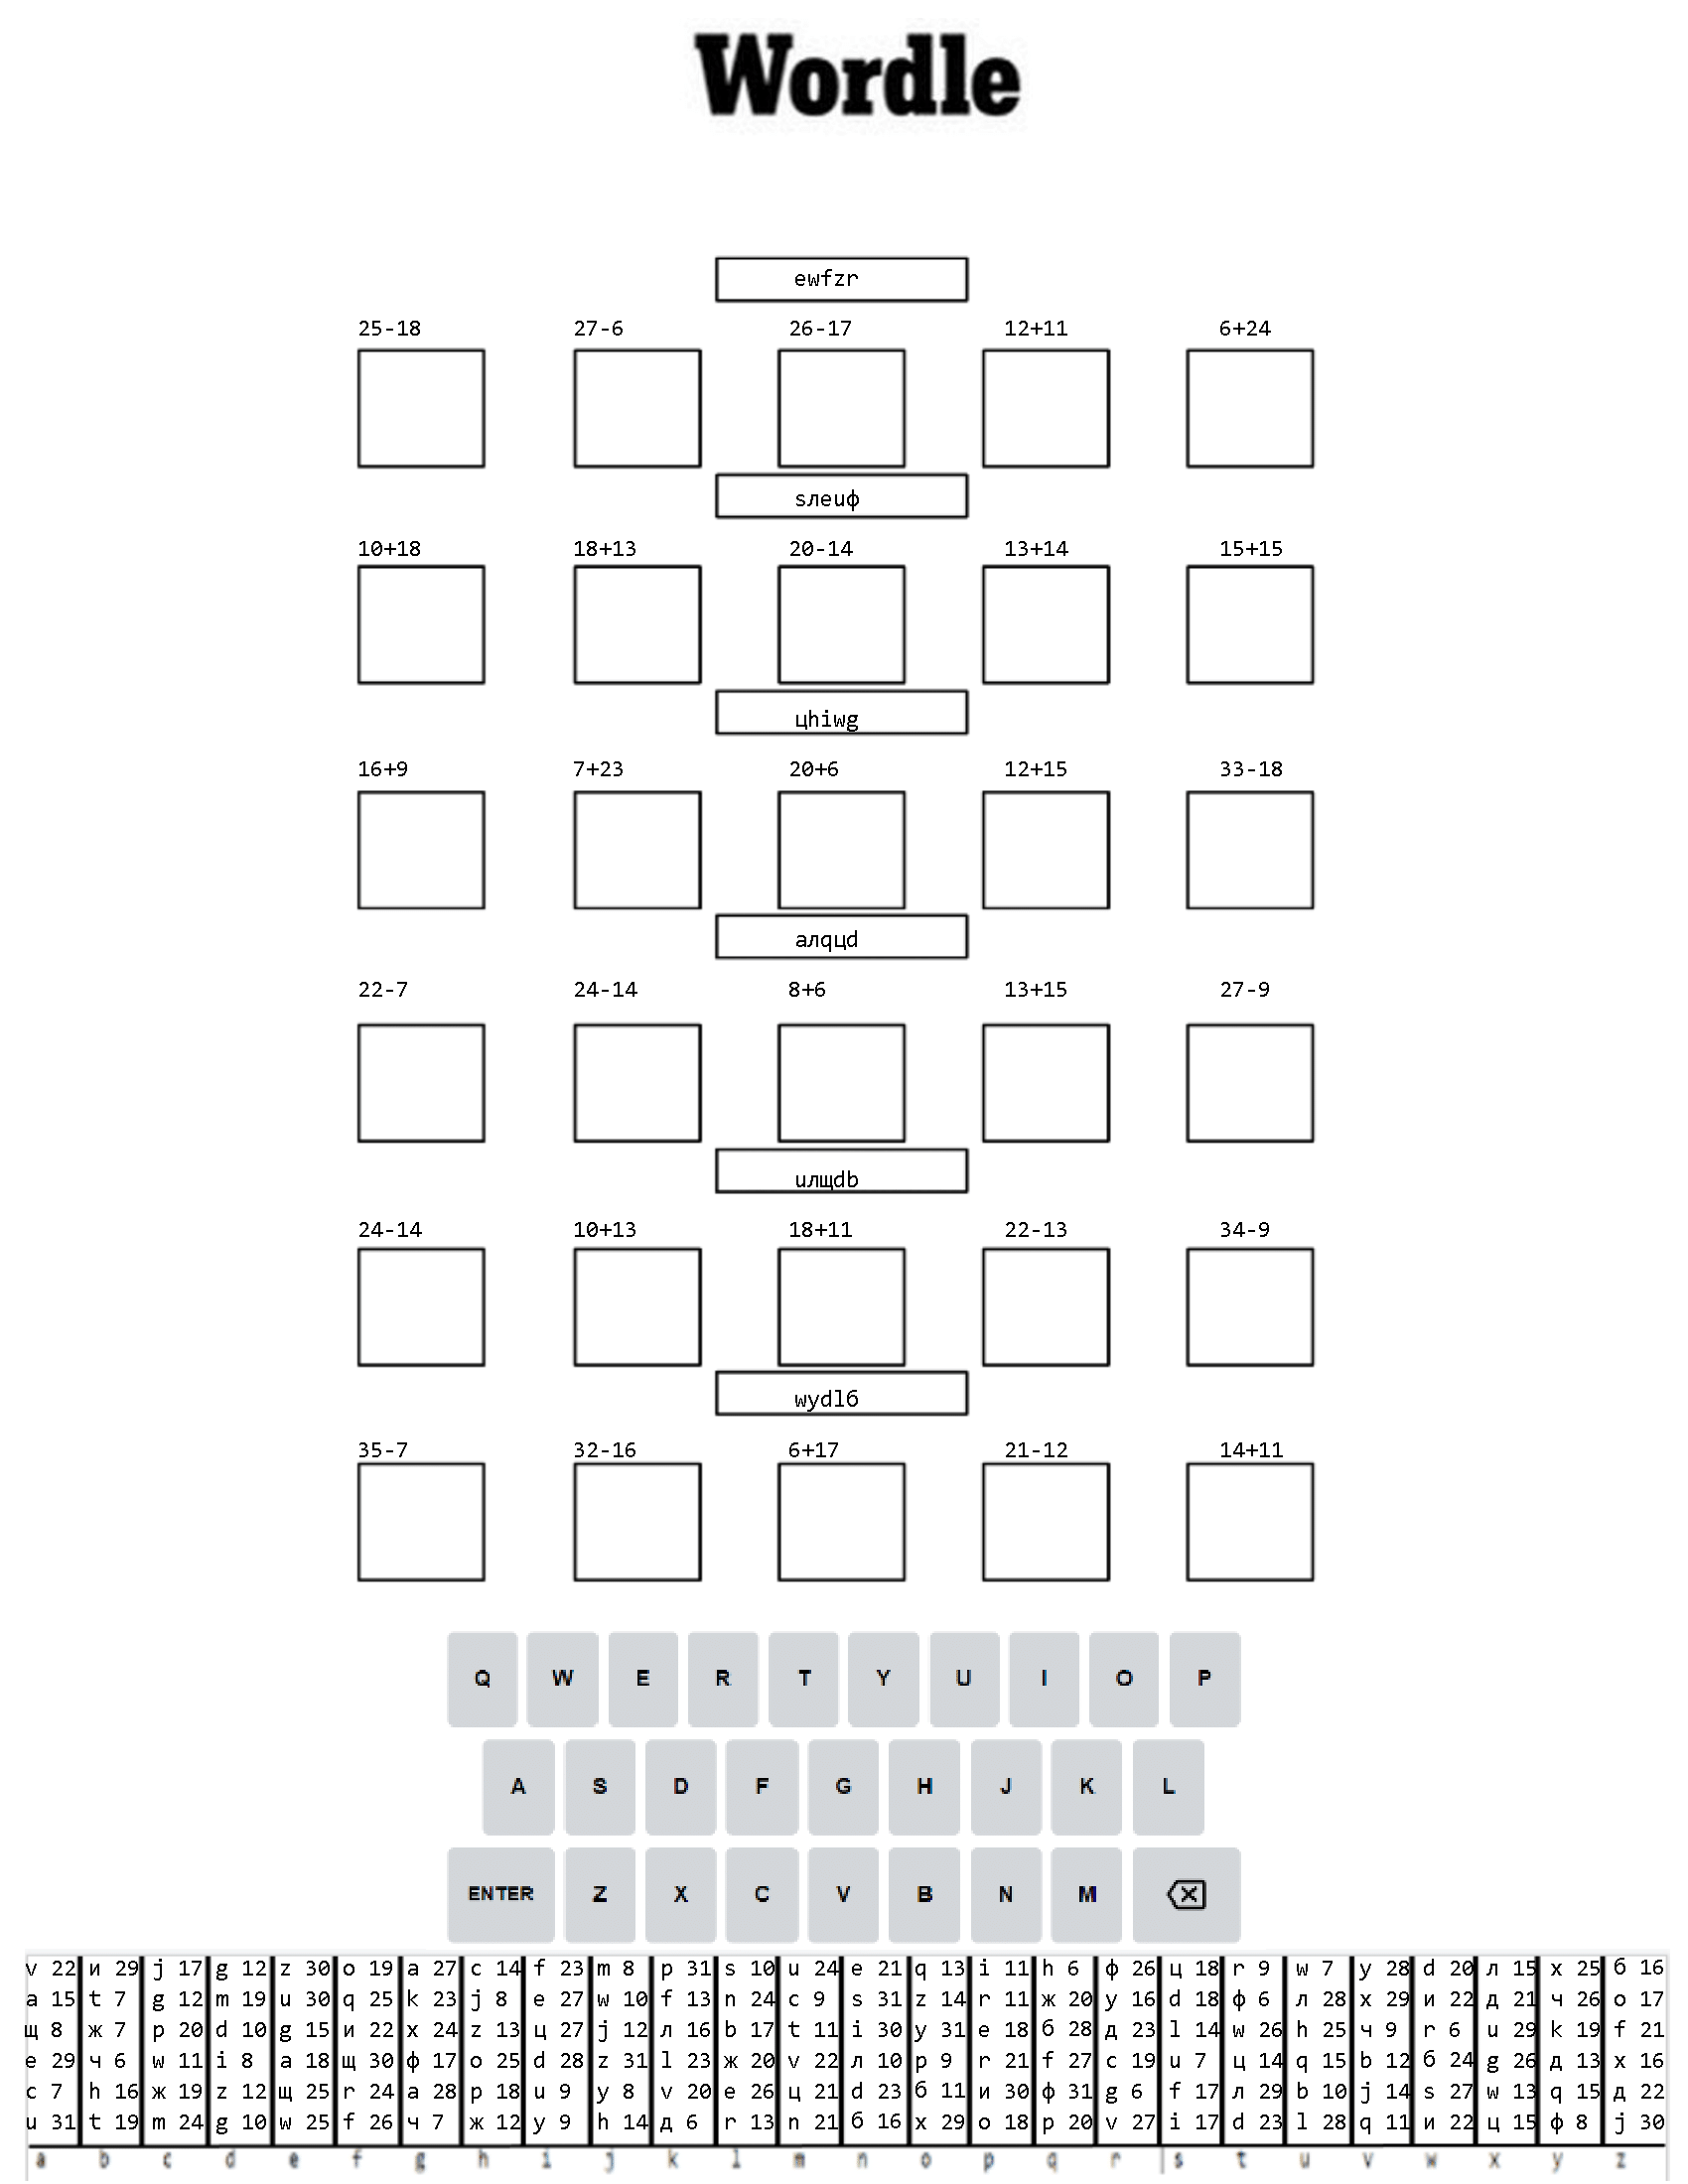 Wordle
ewfzr
25-18 27-6 26-17 12+11 6+24
sлeuф
10+18 18+13 20-14 13+14 15+15
цhiwg
16+9 7+23 20+6 12+15 33-18
aлqцd
22-7 24-14 8+6 13+15 27-9
uлщdb
24-14 10+13 18+11 22-13 34-9
wydlб
35-7 32-16 6+17 21-12 14+11
Q W E R T Y U I O P
A S D F G H J K L
ENTER Z X C V B N M
v 22 и 29 j 17 g 12 z 30 o 19 a 27 c 14 f 23 m 8 p 31 s 10 u 24 e 21 q 13 i 11 h 6 ф 26 ц 18 r 9 w 7 y 28 d 20 л 15 x 25 б 16
a 15 t 7 g 12 m 19 u 30 q 25 k 23 j 8 e 27 w 10 f 13 n 24 c 9 s 31 z 14 r 11 ж 20 y 16 d 18 ф 6 л 28 x 29 и 22 д 21 ч 26 o 17
щ 8 ж 7 p 20 d 10 g 15 и 22 x 24 z 13 ц 27 j 12 л 16 b 17 t 11 i 30 y 31 e 18 б 28 д 23 l 14 w 26 h 25 ч 9 r 6 u 29 k 19 f 21
e 29 ч 6 w 11 i 8 a 18 щ 30 ф 17 o 25 d 28 z 31 l 23 ж 20 v 22 л 10 p 9 r 21 f 27 c 19 u 7 ц 14 q 15 b 12 б 24 g 26 д 13 x 16
c 7 h 16 ж 19 z 12 щ 25 r 24 a 28 p 18 u 9 y 8 v 20 e 26 ц 21 d 23 б 11 и 30 ф 31 g 6 f 17 л 29 b 10 j 14 s 27 w 13 q 15 д 22
u 31 t 19 m 24 g 10 w 25 f 26 ч 7 ж 12 y 9 h 14 д 6 r 13 n 21 б 16 x 29 o 18 p 20 v 27 i 17 d 23 l 28 q 11 и 22 ц 15 ф 8 j 30
a b c d e f g h i j k l m n o p q r s t u v w x y z